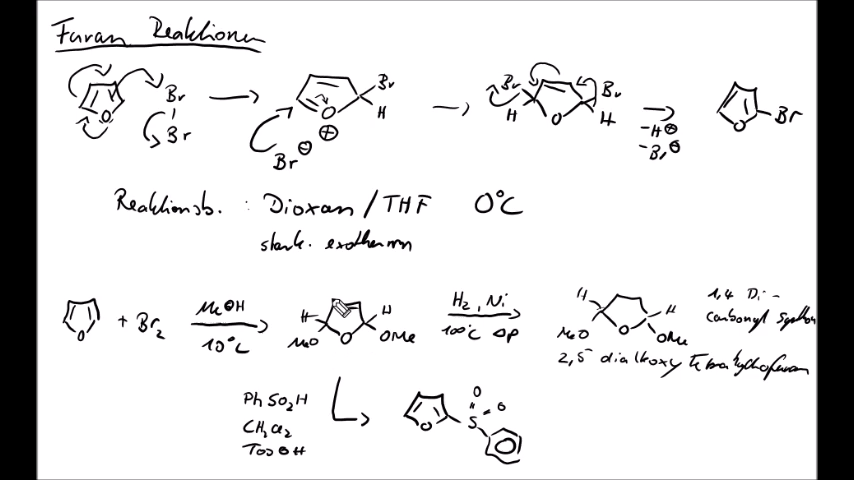 Furan Reaktionen
Br Br Br Br
O Br O H H O H -H⊕ O Br
Br⊖ ⊕ -Br⊖
Reaktionsb. : Dioxan / THF 0°C
stark. exotherm
H H H 1,4 Di-
+ Br2 MeOH H2, Ni H carbonyl Synthon
O 10°C MeO O OMe 100°C Δp MeO O OMe
2,5 dialkoxy Tetrahydrofuran
PhSO2H O
CH2Cl2 O S O
TosOH